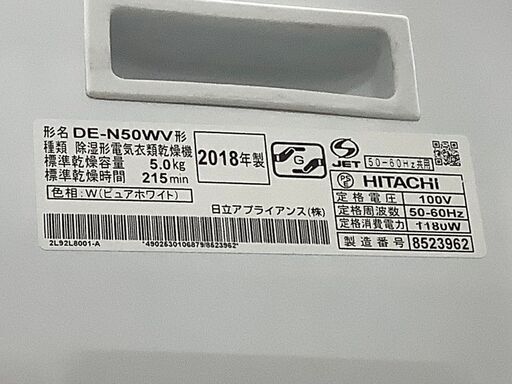 形名 DE-N50WV形
種類 除湿形電気衣類乾燥機
標準乾燥容量 5.0kg
標準乾燥時間 215min
色相:W(ピュアホワイト)
2018年製
G
S JET
50-60Hz共用
PS E HITACHI
定格電圧 100V
定格周波数 50-60Hz
定格消費電力 1180W
製造番号 8523962
日立アプライアンス(株)
2L92L8001-A
*4902530106879/8523962*